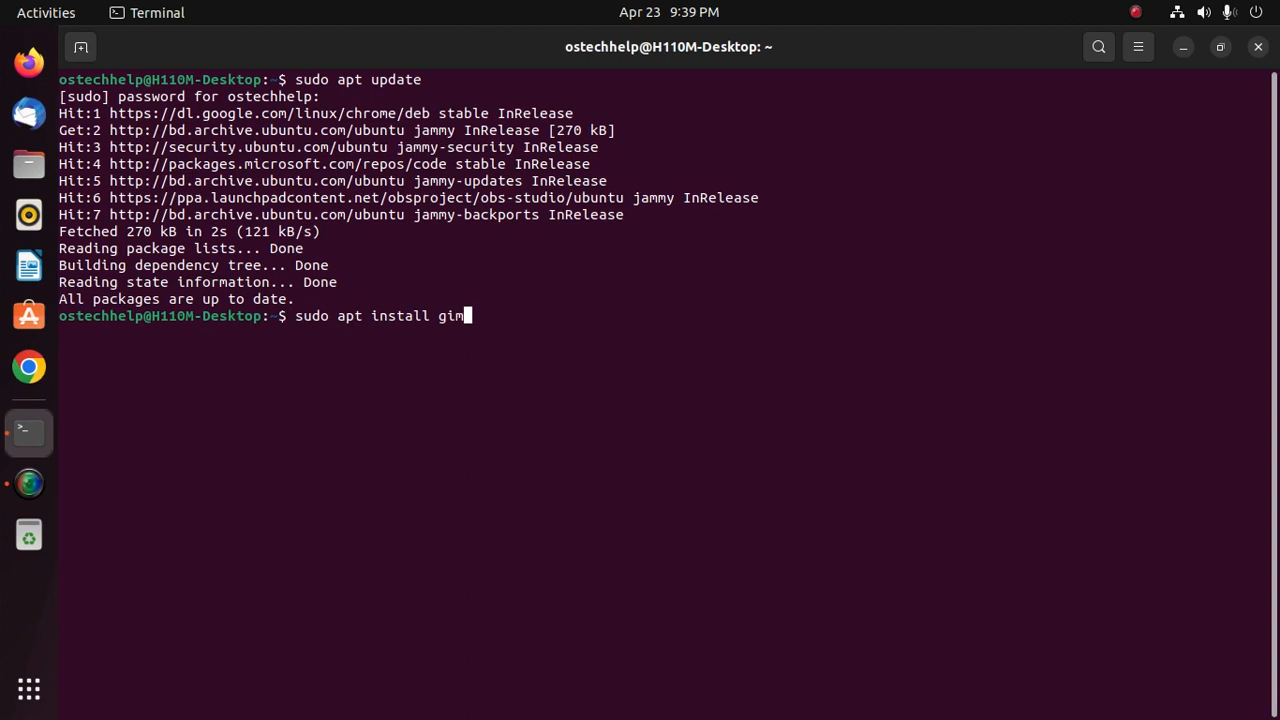 Activities Terminal Apr 23 9:39 PM
ostechhelp@H110M-Desktop: ~
ostechhelp@H110M-Desktop:~$ sudo apt update
[sudo] password for ostechhelp:
Hit:1 https://dl.google.com/linux/chrome/deb stable InRelease
Get:2 http://bd.archive.ubuntu.com/ubuntu jammy InRelease [270 kB]
Hit:3 http://security.ubuntu.com/ubuntu jammy-security InRelease
Hit:4 http://packages.microsoft.com/repos/code stable InRelease
Hit:5 http://bd.archive.ubuntu.com/ubuntu jammy-updates InRelease
Hit:6 https://ppa.launchpadcontent.net/obsproject/obs-studio/ubuntu jammy InRelease
Hit:7 http://bd.archive.ubuntu.com/ubuntu jammy-backports InRelease
Fetched 270 kB in 2s (121 kB/s)
Reading package lists... Done
Building dependency tree... Done
Reading state information... Done
All packages are up to date.
ostechhelp@H110M-Desktop:~$ sudo apt install gim